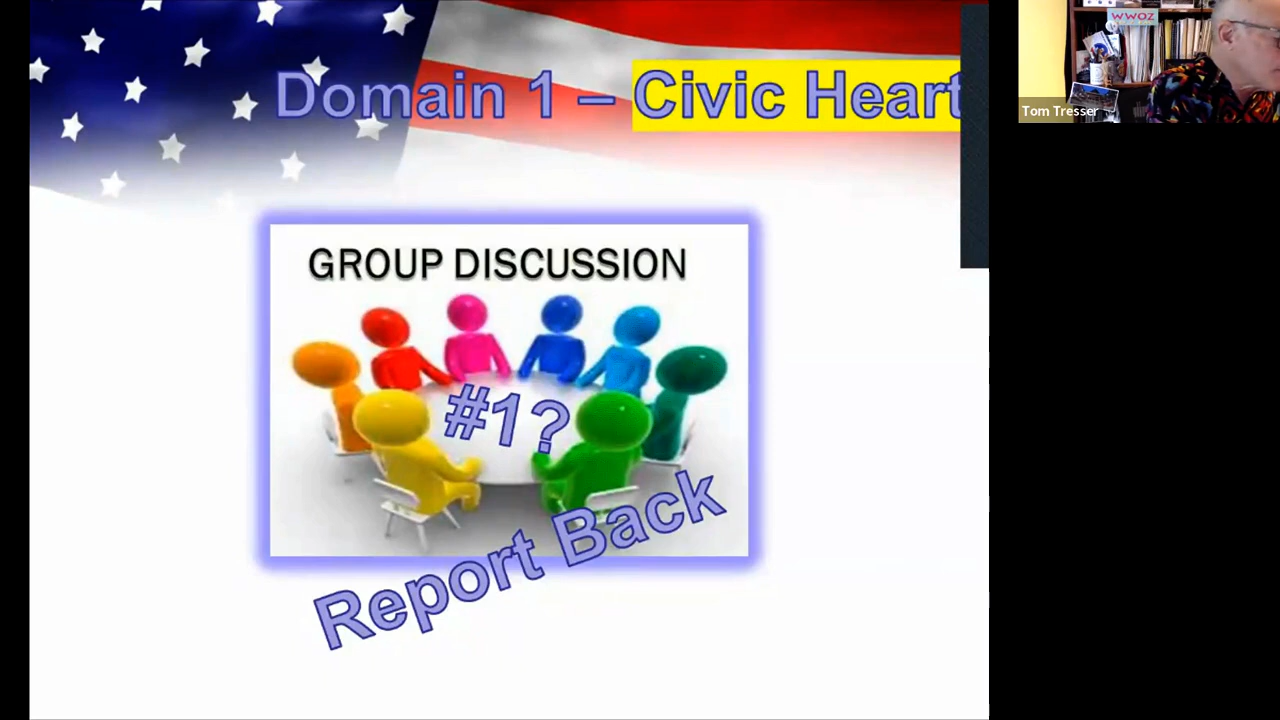 Domain 1 – Civic Heart
GROUP DISCUSSION
#1?
Report Back
WWOZ
Tom Tresser